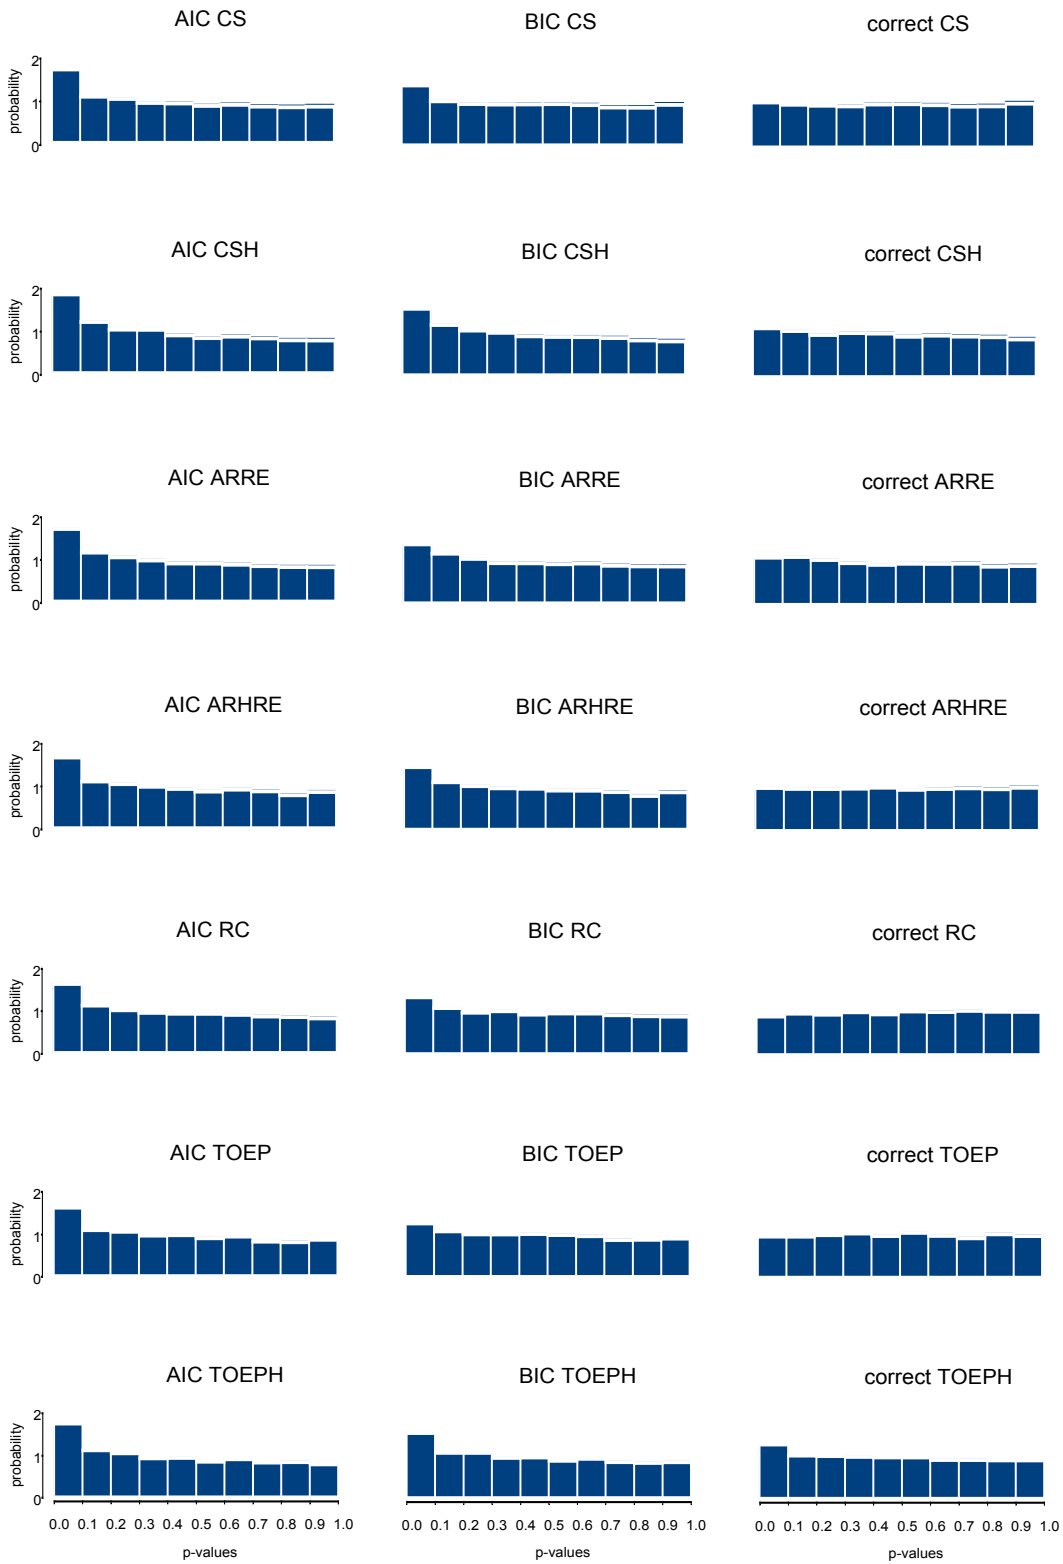 AIC CS
BIC CS
correct CS
probability
2
1
0
AIC CSH
BIC CSH
correct CSH
probability
2
1
0
AIC ARRE
BIC ARRE
correct ARRE
probability
2
1
0
AIC ARHRE
BIC ARHRE
correct ARHRE
probability
2
1
0
AIC RC
BIC RC
correct RC
probability
2
1
0
AIC TOEP
BIC TOEP
correct TOEP
probability
2
1
0
AIC TOEPH
BIC TOEPH
correct TOEPH
probability
2
1
0
0.0 0.1 0.2 0.3 0.4 0.5 0.6 0.7 0.8 0.9 1.0
0.0 0.1 0.2 0.3 0.4 0.5 0.6 0.7 0.8 0.9 1.0
0.0 0.1 0.2 0.3 0.4 0.5 0.6 0.7 0.8 0.9 1.0
p-values
p-values
p-values